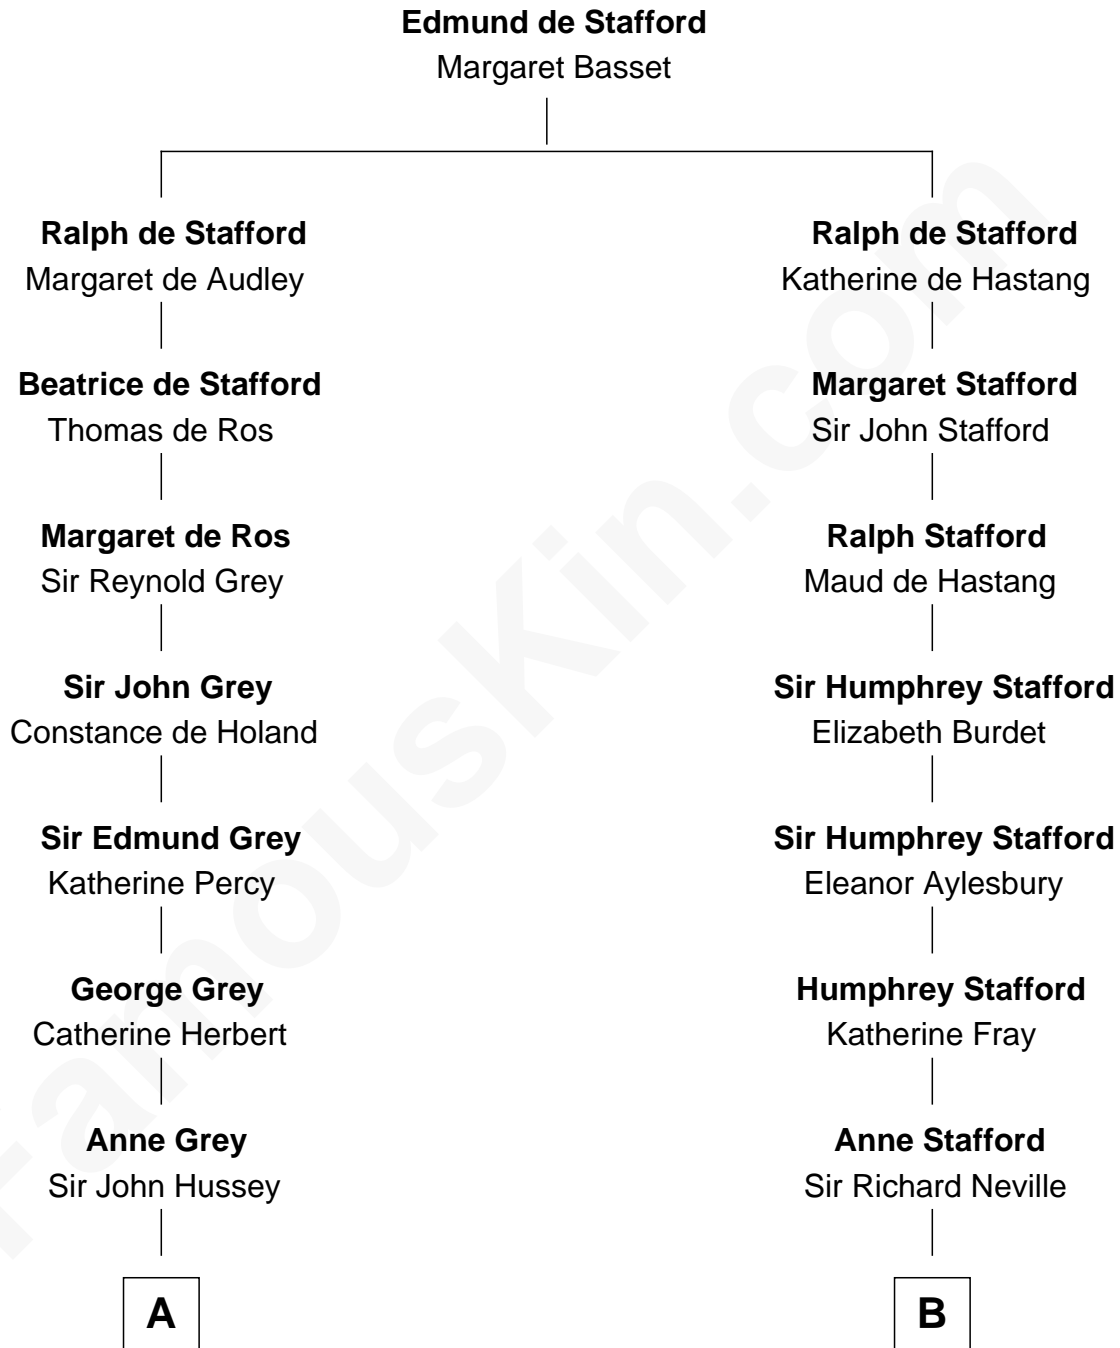 Edmund de Stafford
Margaret Basset
Ralph de Stafford
Margaret de Audley
Beatrice de Stafford
Thomas de Ros
Margaret de Ros
Sir Reynold Grey
Sir John Grey
Constance de Holand
Sir Edmund Grey
Katherine Percy
George Grey
Catherine Herbert
Anne Grey
Sir John Hussey
A
Ralph de Stafford
Katherine de Hastang
Margaret Stafford
Sir John Stafford
Ralph Stafford
Maud de Hastang
Sir Humphrey Stafford
Elizabeth Burdet
Sir Humphrey Stafford
Eleanor Aylesbury
Humphrey Stafford
Katherine Fray
Anne Stafford
Sir Richard Neville
B
FamousKin.com